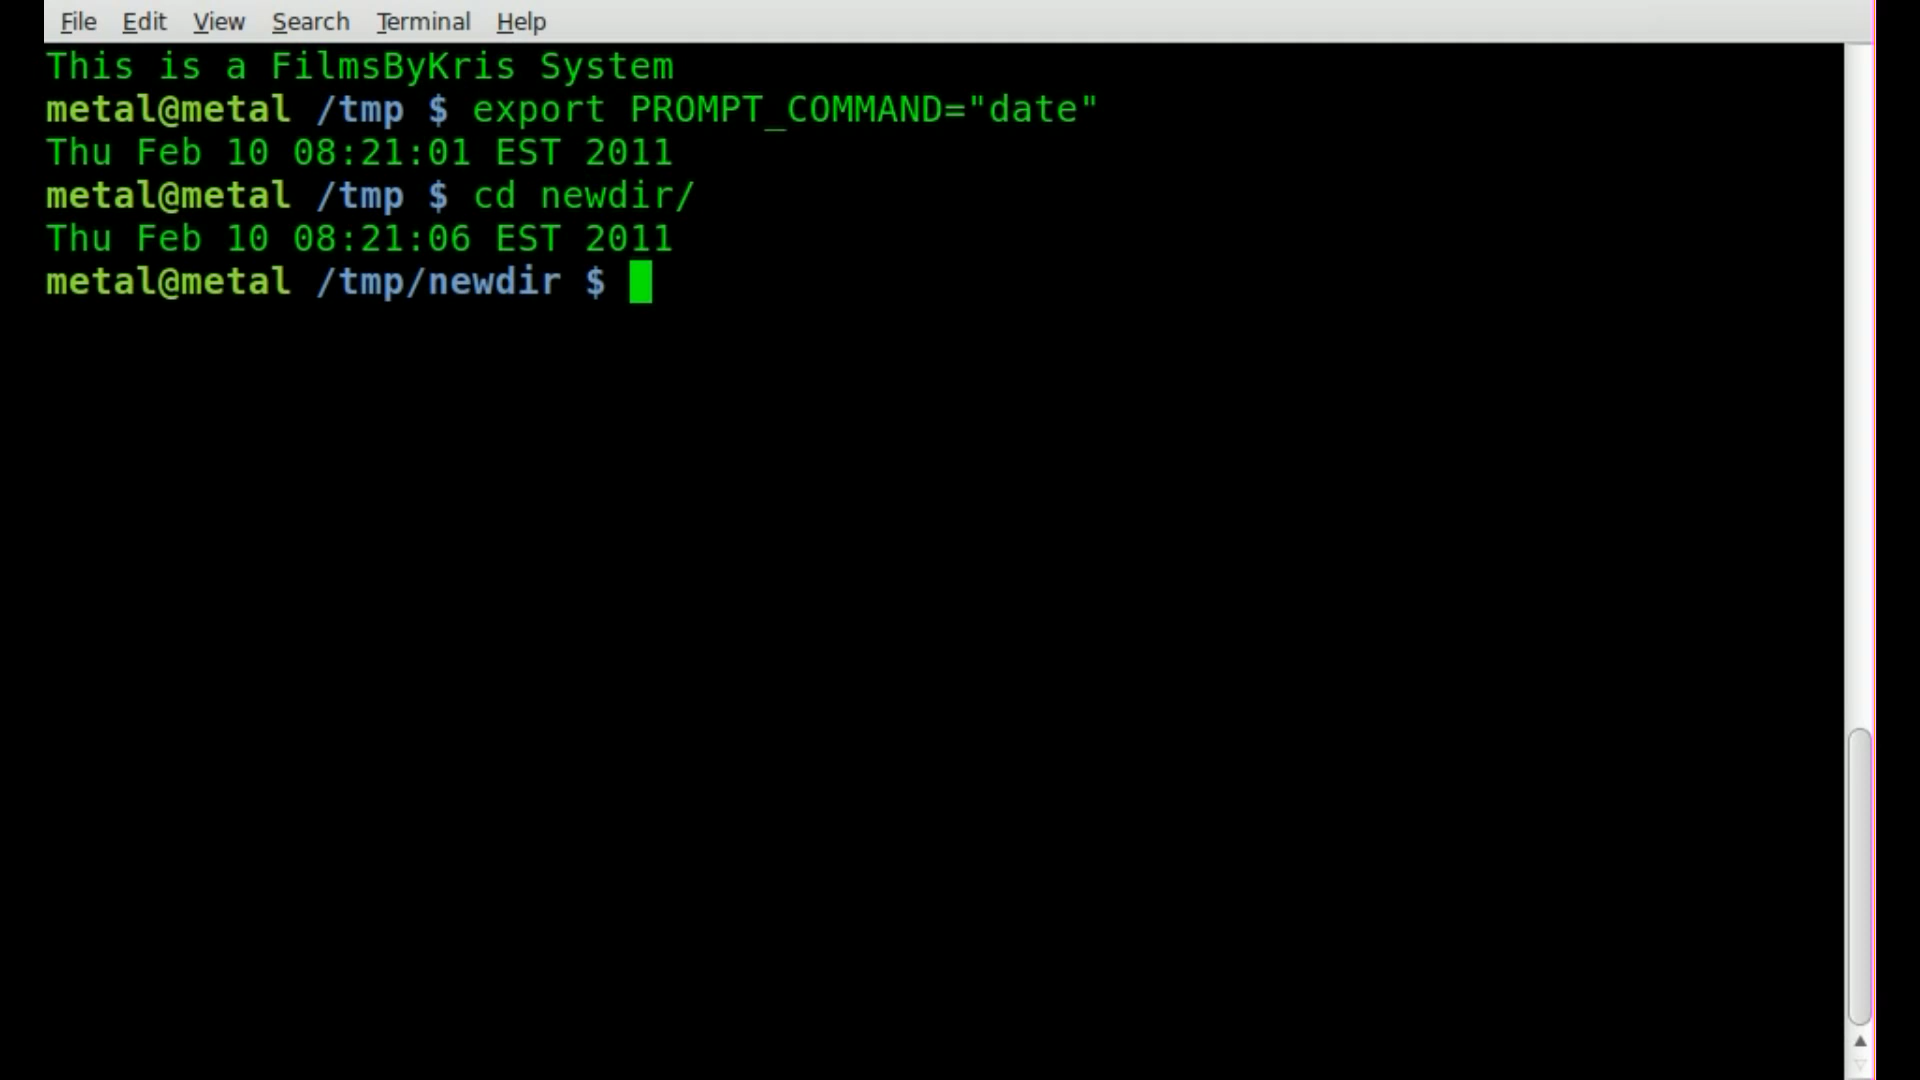 File Edit View Search Terminal Help
This is a FilmsByKris System
metal@metal /tmp $ export PROMPT_COMMAND="date"
Thu Feb 10 08:21:01 EST 2011
metal@metal /tmp $ cd newdir/
Thu Feb 10 08:21:06 EST 2011
metal@metal /tmp/newdir $